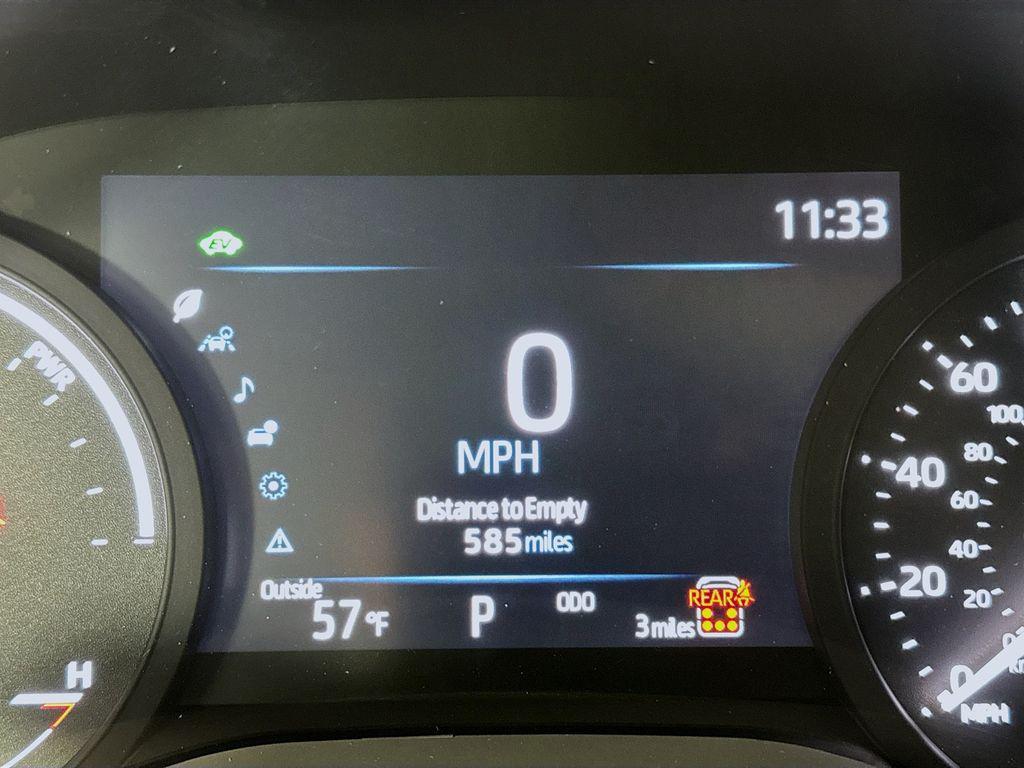 11:33
EV
PWR
0
MPH
Distance to Empty
585 miles
Outside
57°F
P
ODO
3 miles
REAR
H
60
40
20
0
MPH
100
80
60
40
20